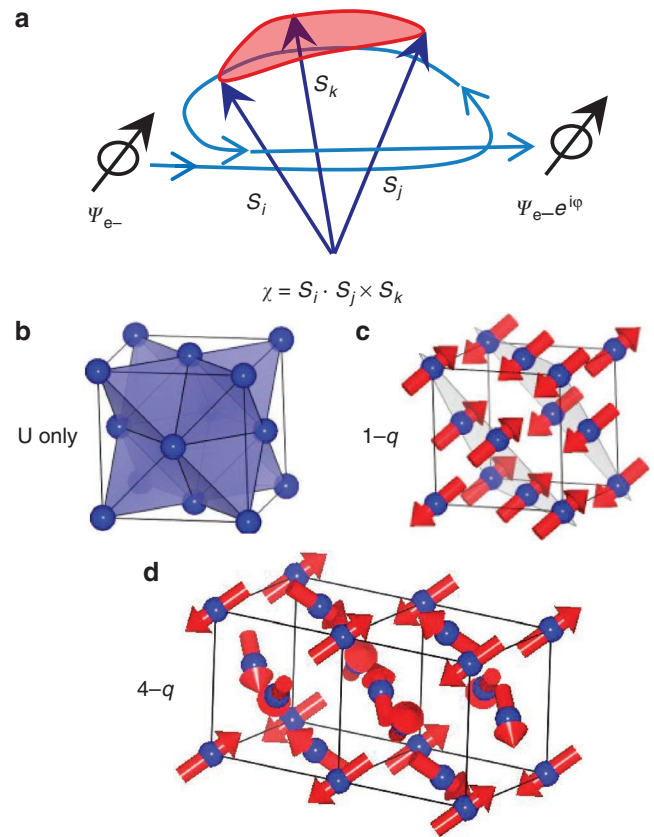 a
S_k
S_i
S_j
Ψ_e–
Ψ_e– e^iφ
χ = S_i · S_j × S_k
b
c
U only
1–q
d
4–q